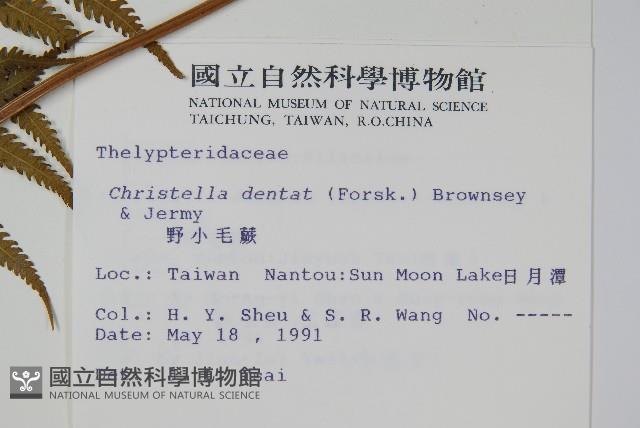 國立自然科學博物館
NATIONAL MUSEUM OF NATURAL SCIENCE
TAICHUNG, TAIWAN, R.O.CHINA
Thelypteridaceae
Christella dentat (Forsk.) Brownsey
& Jermy
野小毛蕨
Loc.: Taiwan Nantou:Sun Moon Lake日月潭
Col.: H. Y. Sheu & S. R. Wang No. -----
Date: May 18 , 1991
國立自然科學博物館
NATIONAL MUSEUM OF NATURAL SCIENCE